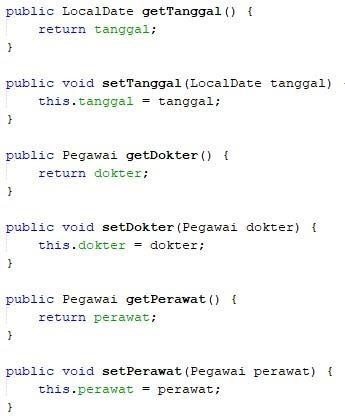 public LocalDate getTanggal() {
return tanggal;
}
public void setTanggal(LocalDate tanggal)
this.tanggal = tanggal;
}
public Pegawai getDokter() {
return dokter;
}
public void setDokter(Pegawai dokter) {
this.dokter = dokter;
}
public Pegawai getPerawat() {
return perawat;
}
public void setPerawat(Pegawai perawat) {
this.perawat = perawat;
}